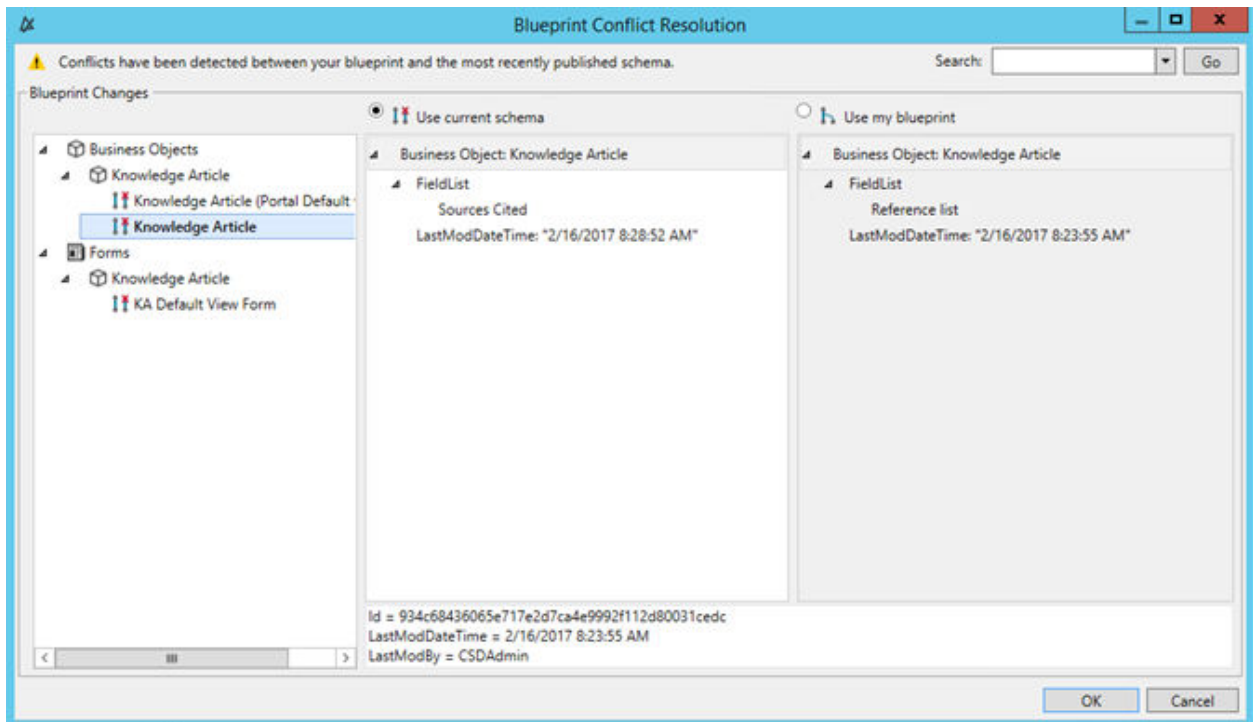 Blueprint Conflict Resolution
Conflicts have been detected between your blueprint and the most recently published schema.
Search:
Go
Blueprint Changes
Use current schema
Use my blueprint
Business Objects
Knowledge Article
Knowledge Article (Portal Default
Knowledge Article
Forms
Knowledge Article
KA Default View Form
Business Object: Knowledge Article
FieldList
Sources Cited
LastModDateTime: "2/16/2017 8:28:52 AM"
Business Object: Knowledge Article
FieldList
Reference list
LastModDateTime: "2/16/2017 8:23:55 AM"
Id = 934c68436065e717e2d7ca4e9992f112d80031cedc
LastModDateTime = 2/16/2017 8:23:55 AM
LastModBy = CSDAdmin
OK
Cancel